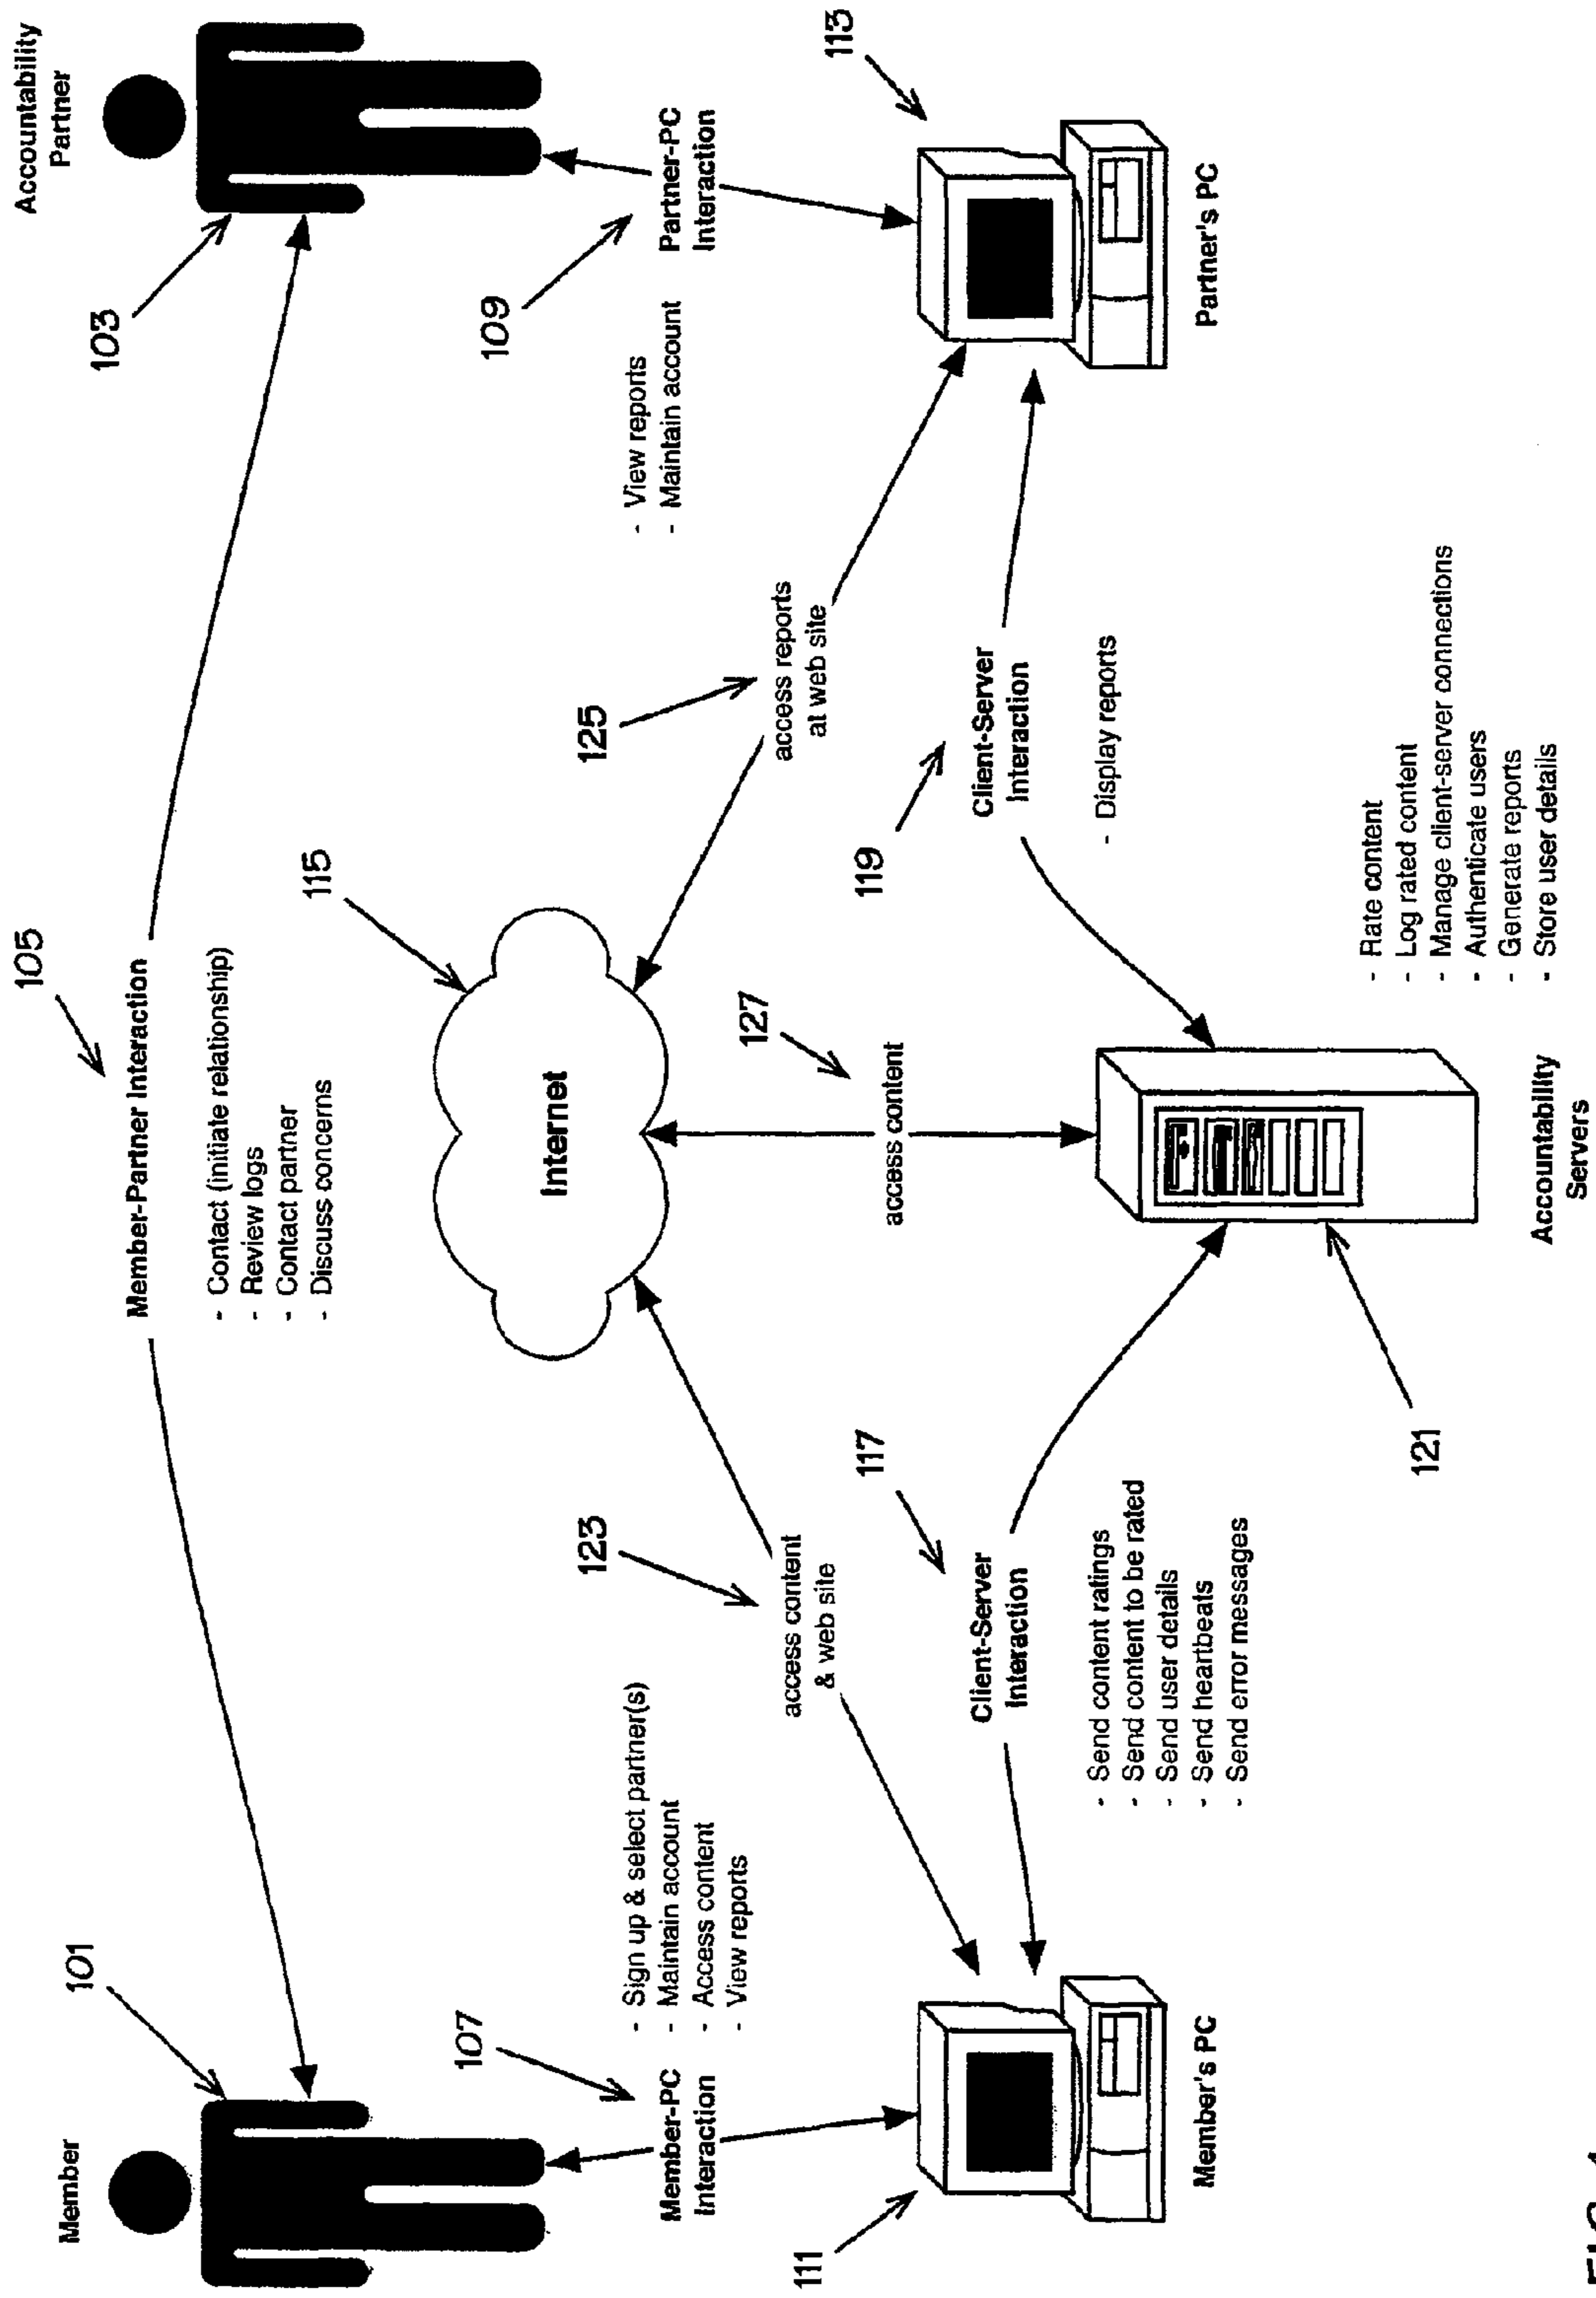 105
Member
Accountability
Partner
101
Member-Partner Interaction
103
- Contact (initiate relationship)
- Review logs
- Contact partner
- Discuss concerns
115
107
109
Member-PC
Interaction
- Sign up & select partner(s)
- Maintain account
- Access content
- View reports
Internet
- View reports
- Maintain account
Partner-PC
Interaction
123
125
access content
& web site
127
access reports
at web site
111
113
117
access content
119
Client-Server
Interaction
Client-Server
Interaction
- Send content ratings
- Send content to be rated
- Send user details
- Send heartbeats
- Send error messages
- Display reports
Member's PC
Partner's PC
121
- Rate content
- Log rated content
- Manage client-server connections
- Authenticate users
- Generate reports
- Store user details
Accountability
Servers